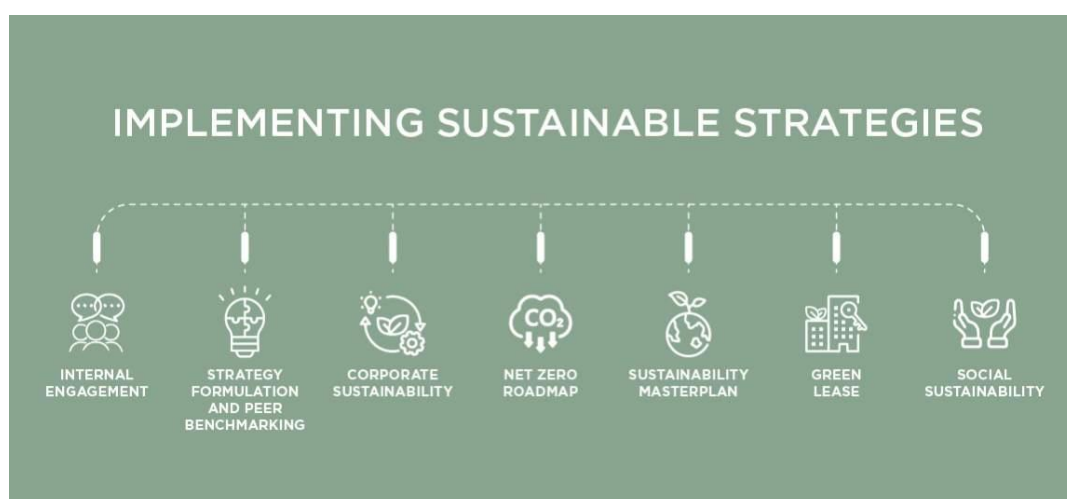 IMPLEMENTING SUSTAINABLE STRATEGIES
INTERNAL
ENGAGEMENT
STRATEGY
FORMULATION
AND PEER
BENCHMARKING
CORPORATE
SUSTAINABILITY
CO₂
NET ZERO
ROADMAP
SUSTAINABILITY
MASTERPLAN
GREEN
LEASE
SOCIAL
SUSTAINABILITY